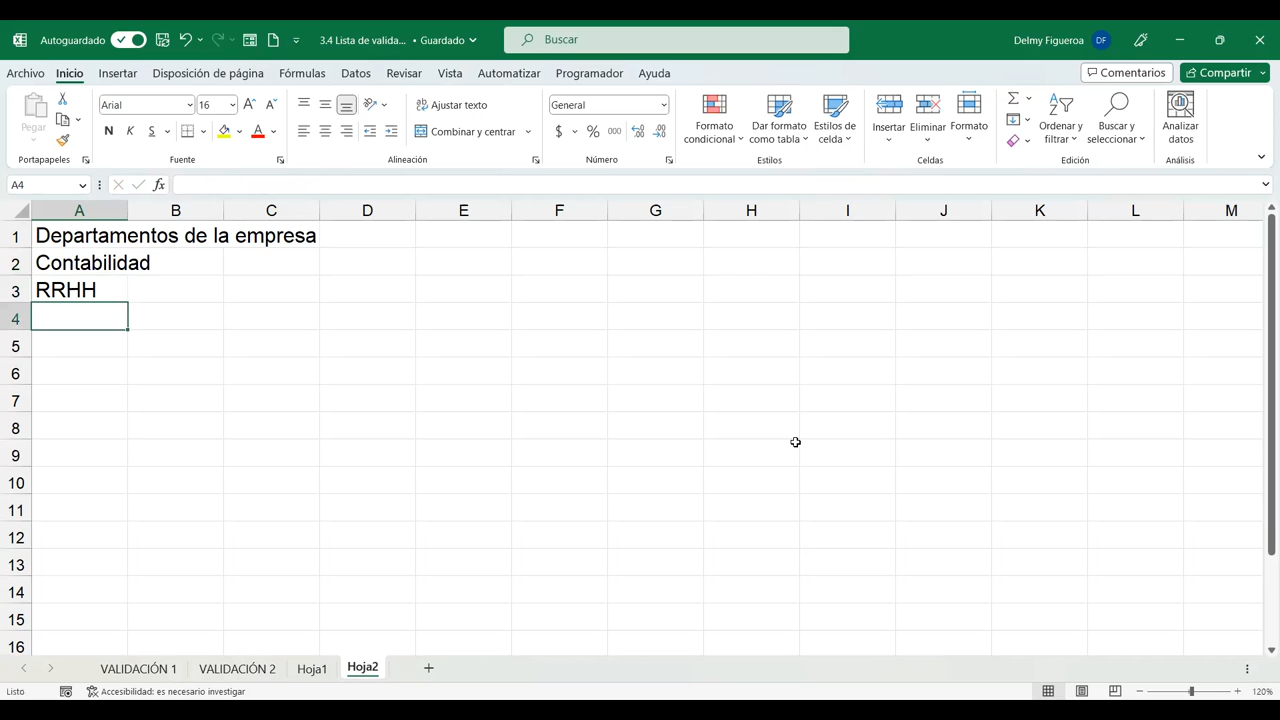 Autoguardado 3.4 Lista de valida... • Guardado Buscar Delmy Figueroa DF
Archivo Inicio Insertar Disposición de página Fórmulas Datos Revisar Vista Automatizar Programador Ayuda Comentarios Compartir
Pegar
Portapapeles
Arial 16
N K S
Fuente
Ajustar texto
Combinar y centrar
Alineación
General
$ % 000
Número
Formato condicional
Dar formato como tabla
Estilos de celda
Estilos
Insertar
Eliminar
Formato
Celdas
Ordenar y filtrar
Buscar y seleccionar
Edición
Analizar datos
Análisis
A4 fx
A B C D E F G H I J K L M
1 Departamentos de la empresa
2 Contabilidad
3 RRHH
4
5
6
7
8
9
10
11
12
13
14
15
16
VALIDACIÓN 1 VALIDACIÓN 2 Hoja1 Hoja2
Listo Accesibilidad: es necesario investigar 120%